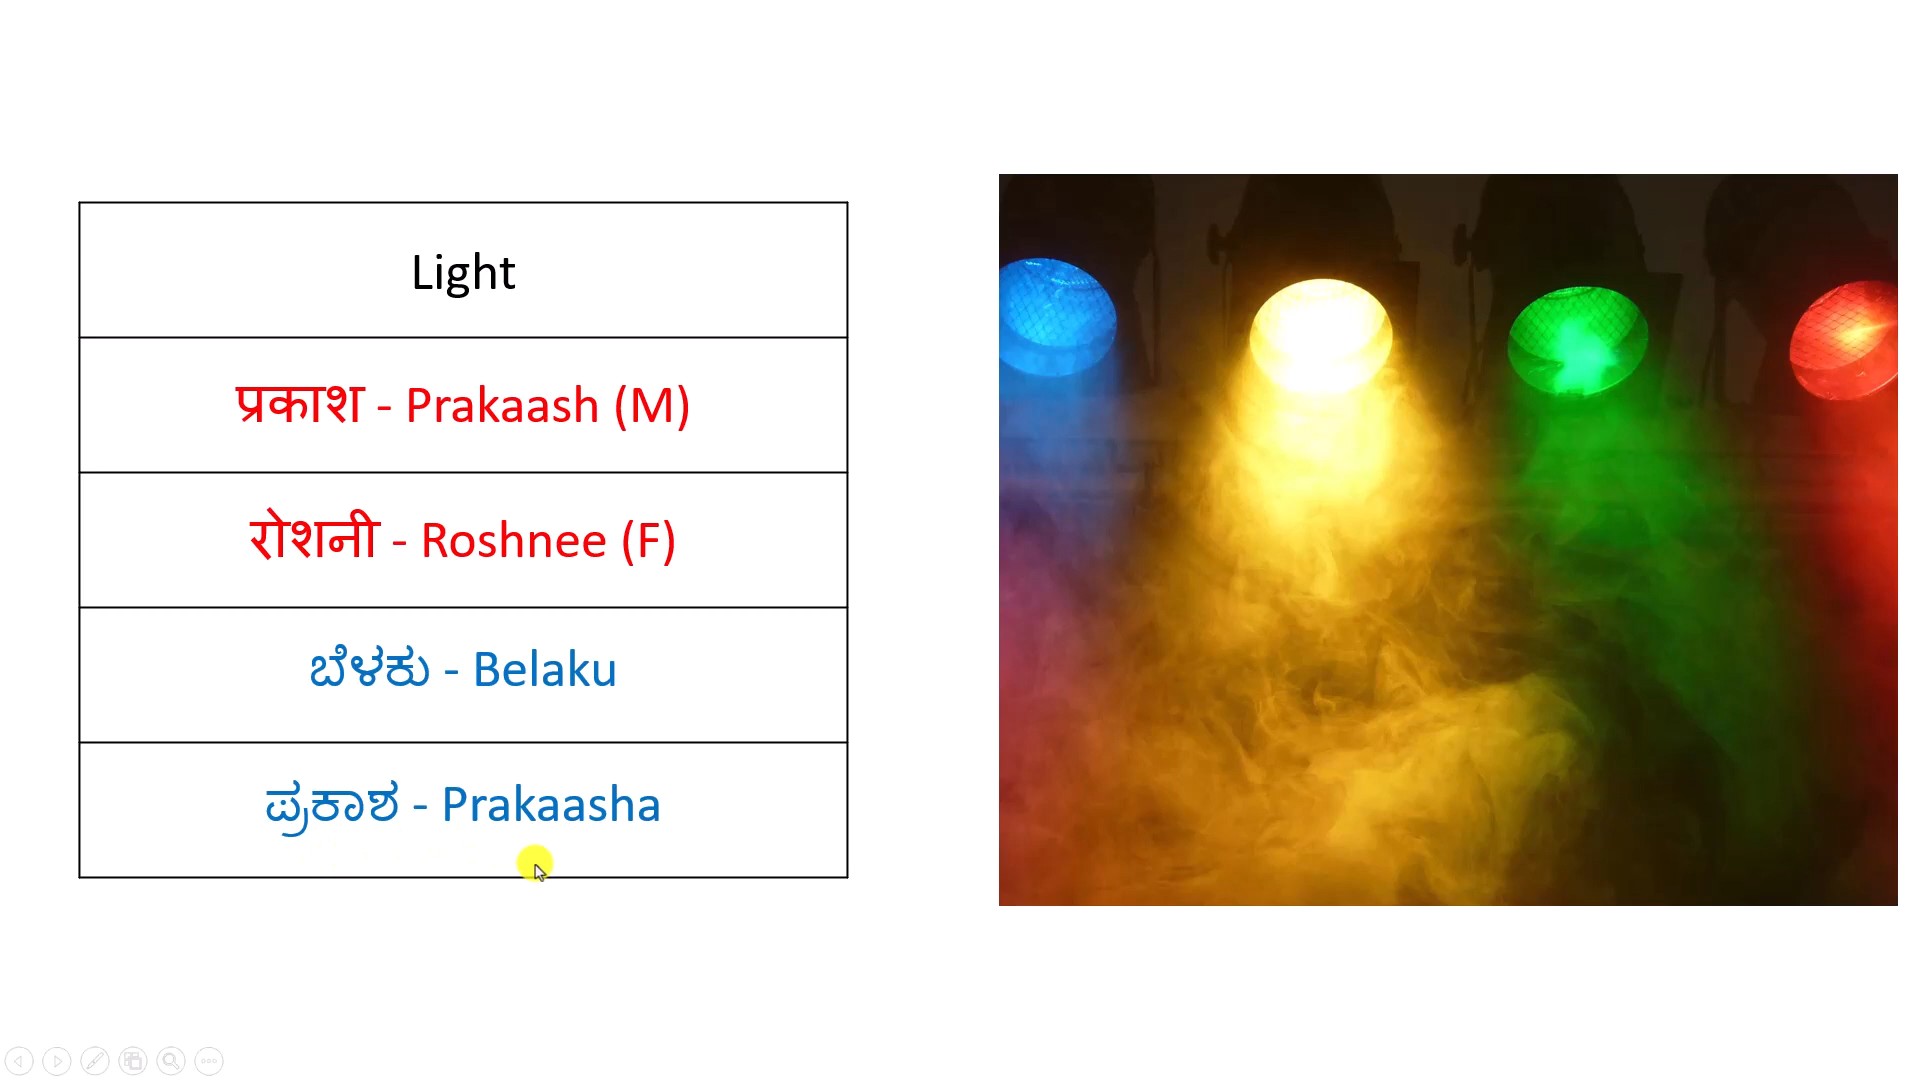 Light
प्रकाश - Prakaash (M)
रोशनी - Roshnee (F)
ಬೆಳಕು - Belaku
ಪ್ರಕಾಶ - Prakaasha